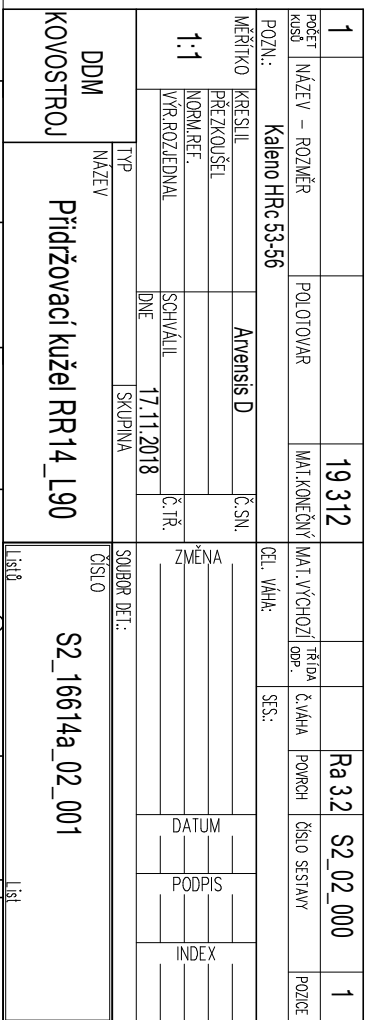 1 19 312 Ra 3.2 S2_02_000 1
POČET KUSŮ NÁZEV – ROZMĚR POLOTOVAR MAT.KONEČNÝ MAT.VÝCHOZÍ TŘÍDA ODP. Č.VÁHA POVRCH ČÍSLO SESTAVY POZICE
POZN.: Kaleno HRc 53-56 CEL. VÁHA: SES.:
MĚŘÍTKO KRESLIL Arvensis D Č.SN.
1:1
PŘEZKOUŠEL
NORM.REF.
VÝR.ROZJEDNAL SCHVÁLIL Č.TŘ.
DNE 17.11.2018
ZMĚNA DATUM PODPIS INDEX
DDM KOVOSTROJ
TYP SKUPINA SOUBOR DET.:
NÁZEV
Přidržovací kužel RR14_L90
ČÍSLO
S2_16614a_02_001
Listů List